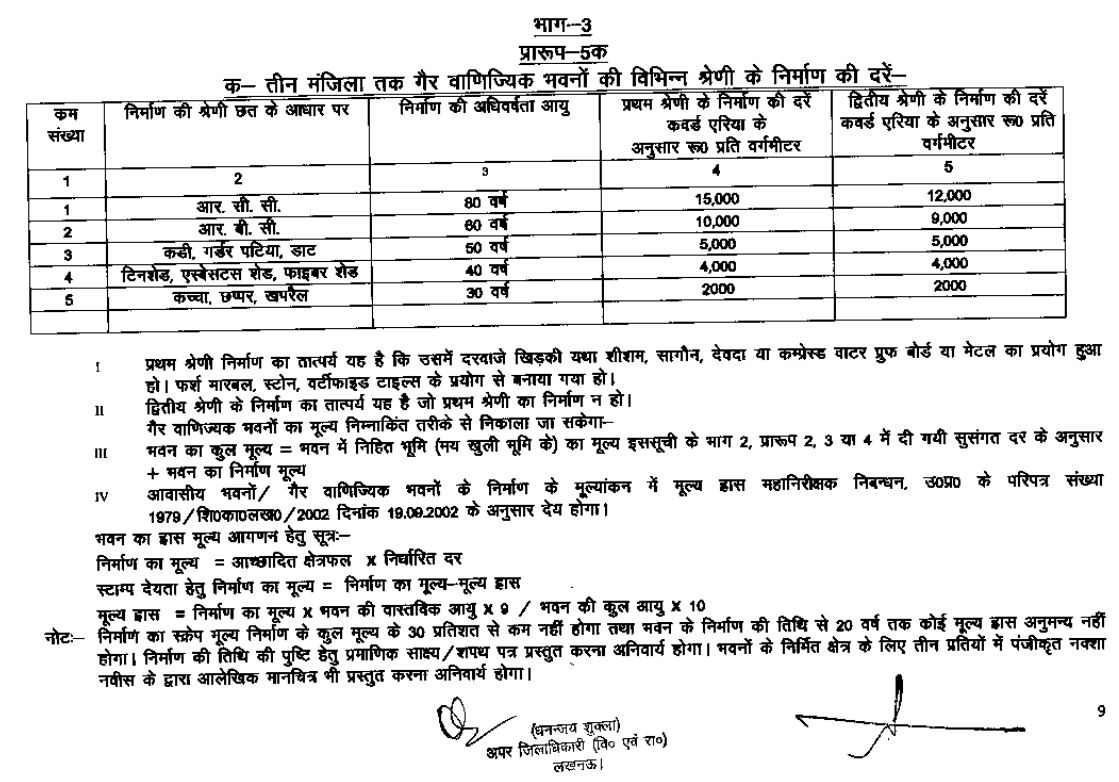 भाग–3
प्रारूप–5क
क– तीन मंजिला तक गैर वाणिज्यिक भवनों की विभिन्न श्रेणी के निर्माण की दरें–
कम संख्या | निर्माण की श्रेणी छत के आधार पर | निर्माण की अधिवर्षता आयु | प्रथम श्रेणी के निर्माण की दरें कवर्ड एरिया के अनुसार रू0 प्रति वर्गमीटर | द्वितीय श्रेणी के निर्माण की दरें कवर्ड एरिया के अनुसार रू0 प्रति वर्गमीटर
1 | 2 | 3 | 4 | 5
1 | आर. सी. सी. | 80 वर्ष | 15,000 | 12,000
2 | आर. बी. सी. | 60 वर्ष | 10,000 | 9,000
3 | कडी, गर्डर पटिया, डाट | 50 वर्ष | 5,000 | 5,000
4 | टिनशेड, एस्बेसटस शेड, फाइबर शेड | 40 वर्ष | 4,000 | 4,000
5 | कच्चा, छप्पर, खपरैल | 30 वर्ष | 2000 | 2000
I प्रथम श्रेणी निर्माण का तात्पर्य यह है कि उसमें दरवाजे खिड़की यथा शीशम, सागौन, देवदा या कम्प्रेस्ड वाटर प्रुफ बोर्ड या मेटल का प्रयोग हुआ
हो। फर्श मारबल, स्टोन, वर्टीफाइड टाइल्स के प्रयोग से बनाया गया हो।
II द्वितीय श्रेणी के निर्माण का तात्पर्य यह है जो प्रथम श्रेणी का निर्माण न हो।
गैर वाणिज्यक भवनों का मूल्य निम्नाकिंत तरीके से निकाला जा सकेगा–
III भवन का कुल मूल्य = भवन में निहित भूमि (मय खुली भूमि के) का मूल्य इससूची के भाग 2, प्रारूप 2, 3 या 4 में दी गयी सुसंगत दर के अनुसार
+ भवन का निर्माण मूल्य
IV आवासीय भवनों/ गैर वाणिज्यिक भवनों के निर्माण के मूल्यांकन में मूल्य ह्रास महानिरीक्षक निबन्धन, उ0प्र0 के परिपत्र संख्या
1979/शि0का0लख0/2002 दिनांक 19.09.2002 के अनुसार देय होगा।
भवन का ह्रास मूल्य आगणन हेतु सूत्रः–
निर्माण का मूल्य = आच्छादित क्षेत्रफल x निर्धारित दर
स्टाम्प देयता हेतु निर्माण का मूल्य = निर्माण का मूल्य–मूल्य ह्रास
मूल्य ह्रास = निर्माण का मूल्य X भवन की वास्तविक आयु X 9 / भवन की कुल आयु X 10
नोटः– निर्माण का स्क्रेप मूल्य निर्माण के कुल मूल्य के 30 प्रतिशत से कम नहीं होगा तथा भवन के निर्माण की तिथि से 20 वर्ष तक कोई मूल्य ह्रास अनुमन्य नहीं
होगा। निर्माण की तिथि की पुष्टि हेतु प्रमाणिक साक्ष्य/शपथ पत्र प्रस्तुत करना अनिवार्य होगा। भवनों के निर्मित क्षेत्र के लिए तीन प्रतियों में पंजीकृत नक्शा
नवीस के द्वारा आलेखिक मानचित्र भी प्रस्तुत करना अनिवार्य होगा।
9
(धनन्जय शुक्ला)
अपर जिलाधिकारी (वि० एवं रा०)
लखनऊ।